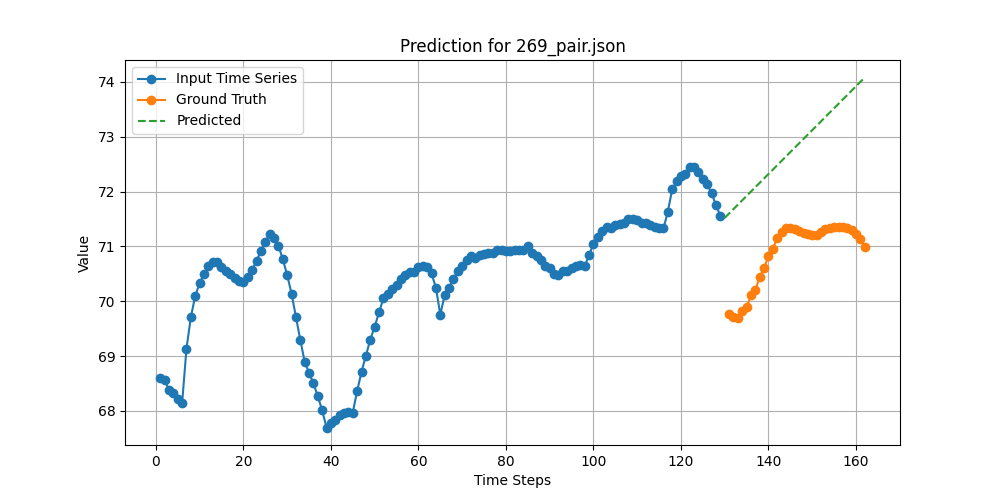 Prediction for 269_pair.json
Input Time Series
Ground Truth
Predicted
74
73
72
71
70
69
68
Value
0 20 40 60 80 100 120 140 160
Time Steps